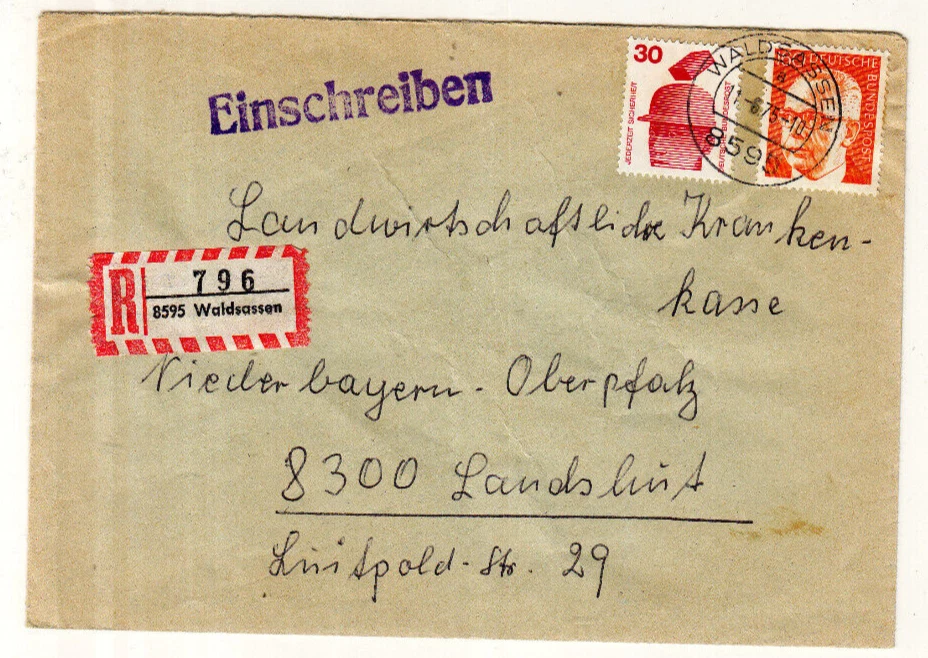 Einschreiben
30
JEDERZEIT SICHERHEIT
DEUTSCHE BUNDESPOST
WALDSASSEN
8595
DEUTSCHE BUNDESPOST
Landwirtschaftliche Kranken-
kasse
R
796
8595 Waldsassen
Niederbayern - Oberpfalz
8300 Landshut
Luitpold-Str. 29